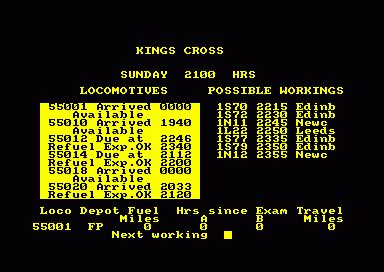 KINGS CROSS
SUNDAY 2100 HRS
LOCOMOTIVES POSSIBLE WORKINGS
55001 Arrived 0000 1S70 2215 Edinb
Available 1S72 2230 Edinb
55010 Arrived 1940 1N11 2245 Newc
Available 1L22 2250 Leeds
55012 Due at 2246 1S77 2335 Edinb
Refuel Exp.OK 2340 1S79 2350 Edinb
55014 Due at 2112 1N12 2355 Newc
Refuel Exp.OK 2200
55018 Arrived 0000
Available
55020 Arrived 2033
Refuel Exp.OK 2120
Loco Depot Fuel Hrs since Exam Travel
Miles A B Miles
55001 FP 0 0 0 0
Next working